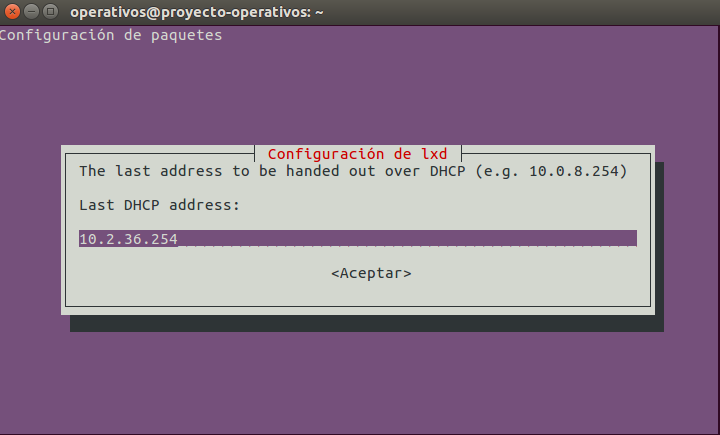 operativos@proyecto-operativos: ~
Configuración de paquetes
Configuración de lxd
The last address to be handed out over DHCP (e.g. 10.0.8.254)
Last DHCP address:
10.2.36.254
<Aceptar>